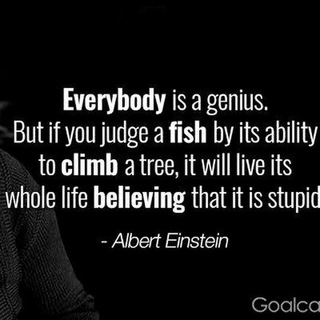 Everybody is a genius.
But if you judge a fish by its ability
to climb a tree, it will live its
whole life believing that it is stupid
- Albert Einstein
Goalca